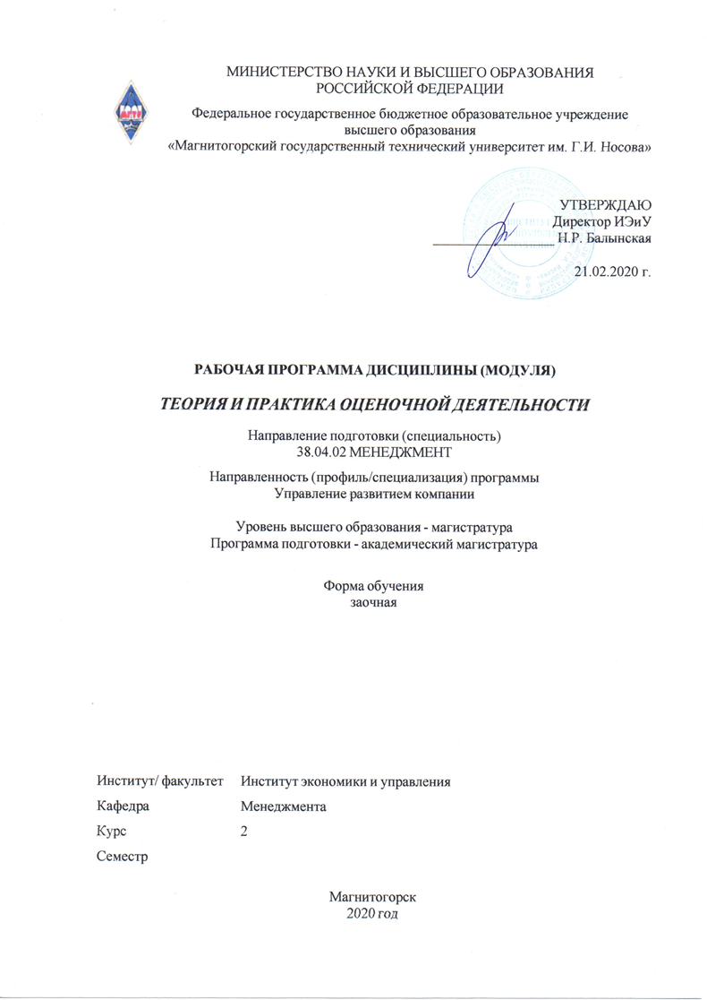 МИНИСТЕРСТВО НАУКИ И ВЫСШЕГО ОБРАЗОВАНИЯ
РОССИЙСКОЙ ФЕДЕРАЦИИ
Федеральное государственное бюджетное образовательное учреждение
высшего образования
«Магнитогорский государственный технический университет им. Г.И. Носова»
МГТУ
УТВЕРЖДАЮ
Директор ИЭиУ
Н.Р. Балынская
21.02.2020 г.
РАБОЧАЯ ПРОГРАММА ДИСЦИПЛИНЫ (МОДУЛЯ)
ТЕОРИЯ И ПРАКТИКА ОЦЕНОЧНОЙ ДЕЯТЕЛЬНОСТИ
Направление подготовки (специальность)
38.04.02 МЕНЕДЖМЕНТ
Направленность (профиль/специализация) программы
Управление развитием компании
Уровень высшего образования - магистратура
Программа подготовки - академический магистратура
Форма обучения
заочная
Институт/ факультет Институт экономики и управления
Кафедра Менеджмента
Курс 2
Семестр
Магнитогорск
2020 год